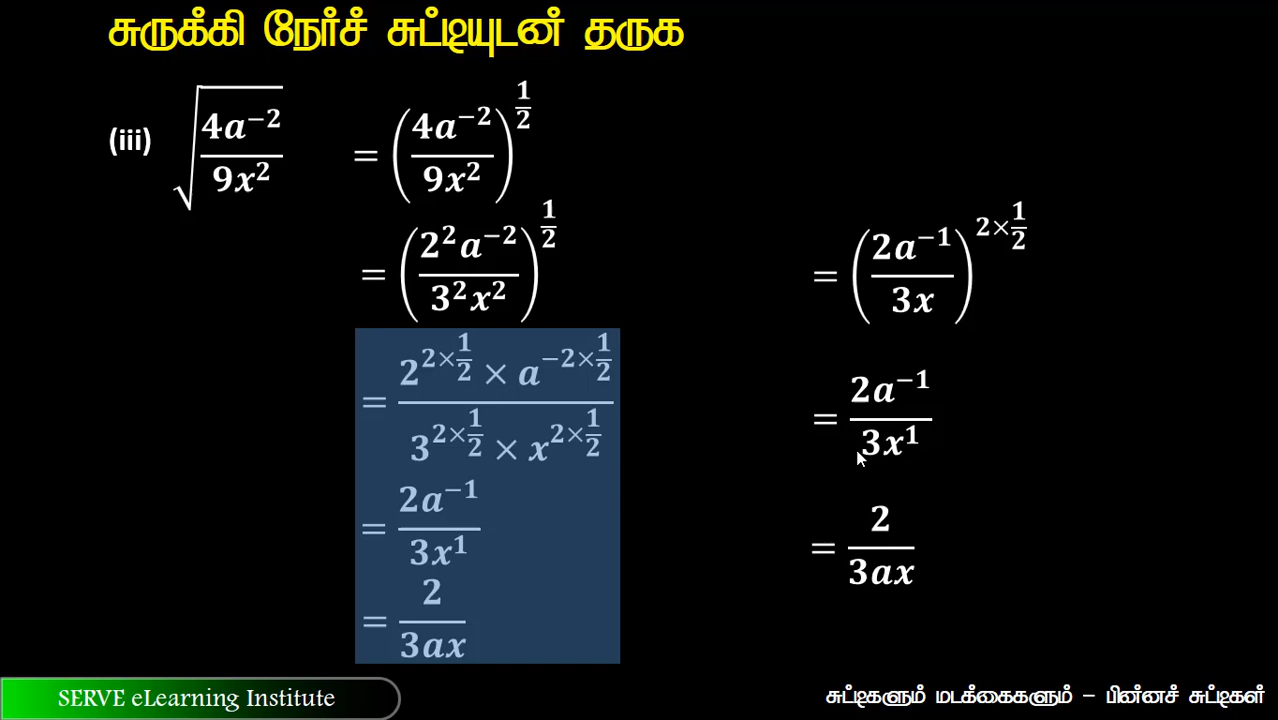 சுருக்கி நேர்ச் சுட்டியுடன் தருக
(iii) √(4a⁻²/9x²) = (4a⁻²/9x²)^(1/2)
= (2²a⁻²/3²x²)^(1/2)
= (2^(2×1/2) × a^(−2×1/2))/(3^(2×1/2) × x^(2×1/2))
= 2a⁻¹/3x¹
= 2/3ax
= (2a⁻¹/3x)^(2×1/2)
= 2a⁻¹/3x¹
= 2/3ax
SERVE eLearning Institute
சுட்டிகளும் மடக்கைகளும் – பின்னச் சுட்டிகள்